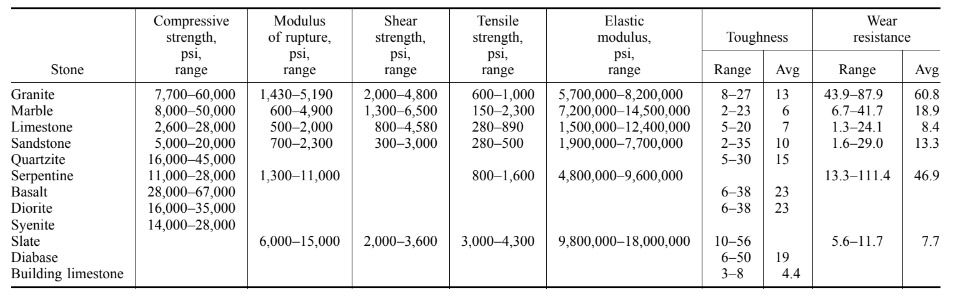 Stone Compressive strength, psi, range Modulus of rupture, psi, range Shear strength, psi, range Tensile strength, psi, range Elastic modulus, psi, range Toughness Wear resistance
Range Avg Range Avg
Granite 7,700–60,000 1,430–5,190 2,000–4,800 600–1,000 5,700,000–8,200,000 8–27 13 43.9–87.9 60.8
Marble 8,000–50,000 600–4,900 1,300–6,500 150–2,300 7,200,000–14,500,000 2–23 6 6.7–41.7 18.9
Limestone 2,600–28,000 500–2,000 800–4,580 280–890 1,500,000–12,400,000 5–20 7 1.3–24.1 8.4
Sandstone 5,000–20,000 700–2,300 300–3,000 280–500 1,900,000–7,700,000 2–35 10 1.6–29.0 13.3
Quartzite 16,000–45,000 5–30 15
Serpentine 11,000–28,000 1,300–11,000 800–1,600 4,800,000–9,600,000 13.3–111.4 46.9
Basalt 28,000–67,000 6–38 23
Diorite 16,000–35,000 6–38 23
Syenite 14,000–28,000
Slate 6,000–15,000 2,000–3,600 3,000–4,300 9,800,000–18,000,000 10–56 5.6–11.7 7.7
Diabase 6–50 19
Building limestone 3–8 4.4